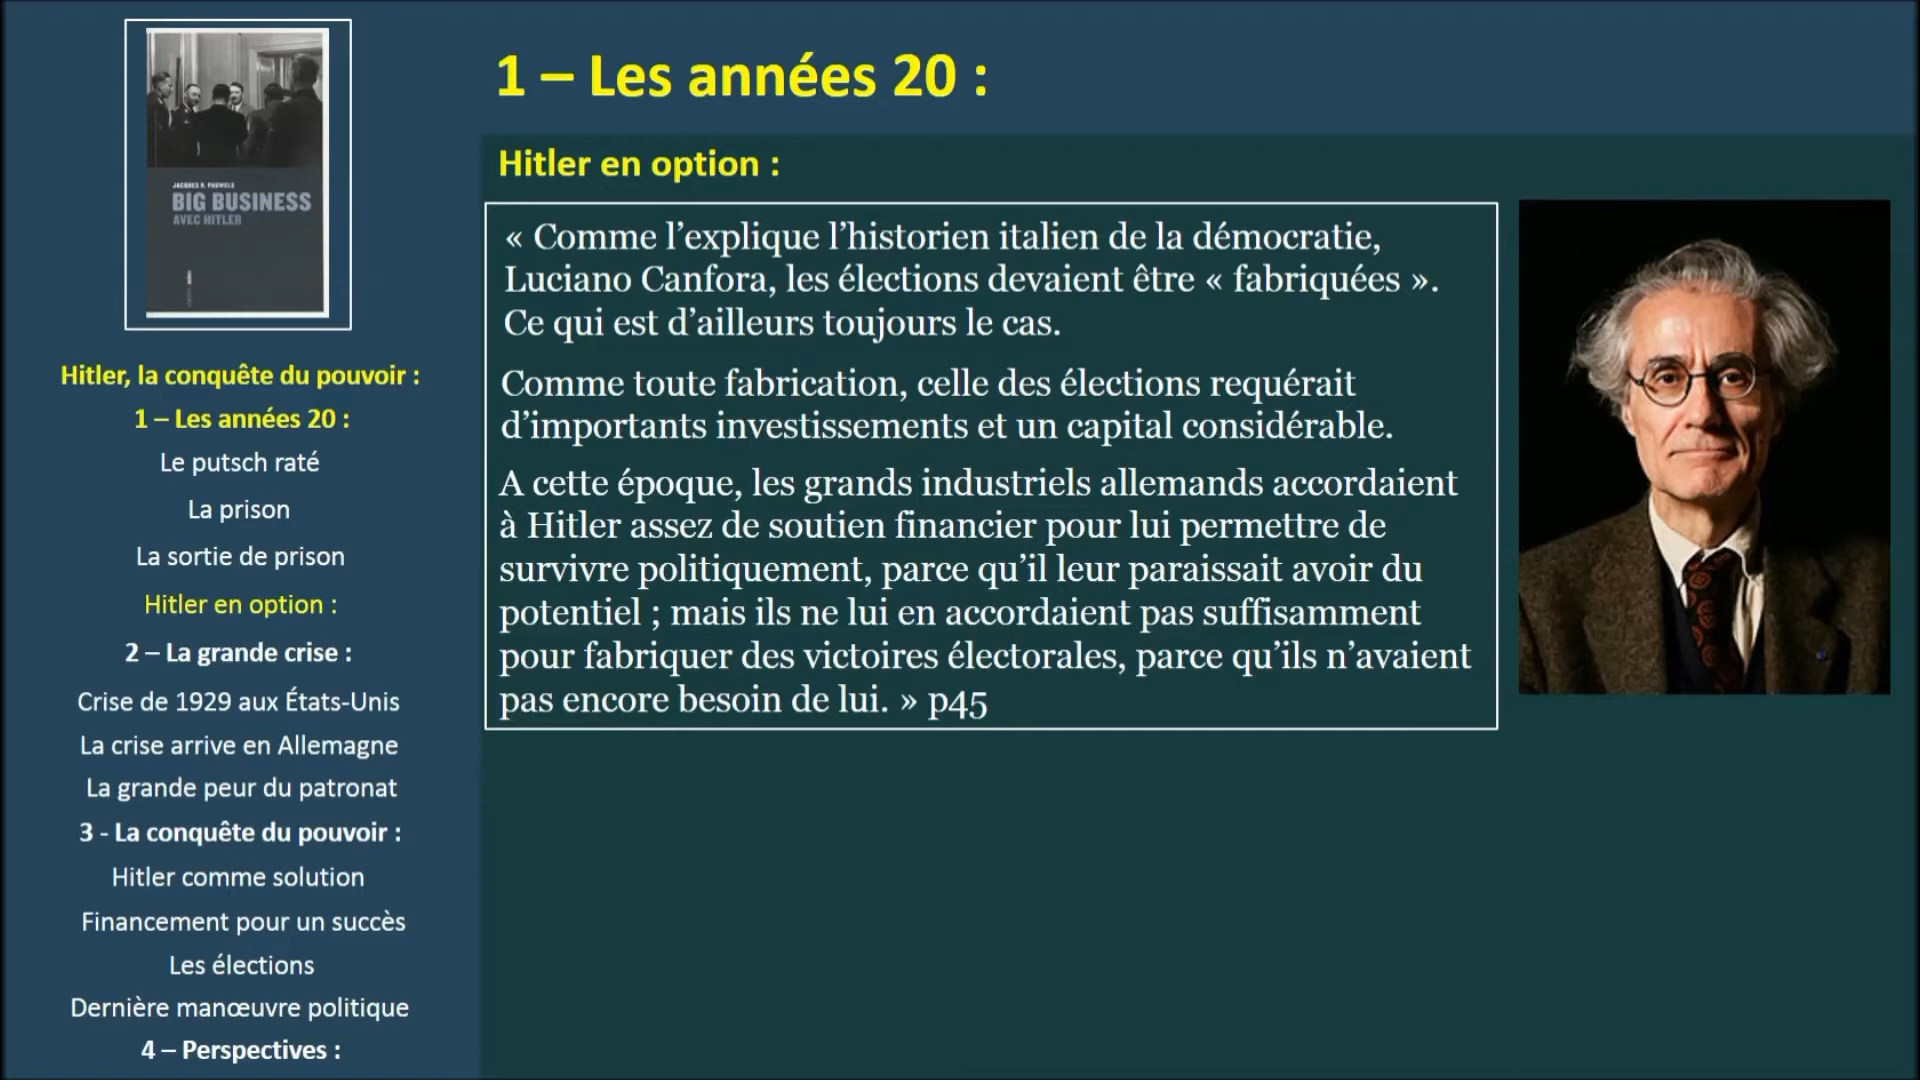 JACQUES R. PAUWELS
BIG BUSINESS
AVEC HITLER
Hitler, la conquête du pouvoir :
1 – Les années 20 :
Le putsch raté
La prison
La sortie de prison
Hitler en option :
2 – La grande crise :
Crise de 1929 aux États-Unis
La crise arrive en Allemagne
La grande peur du patronat
3 - La conquête du pouvoir :
Hitler comme solution
Financement pour un succès
Les élections
Dernière manœuvre politique
4 – Perspectives :
1 – Les années 20 :
Hitler en option :
« Comme l’explique l’historien italien de la démocratie,
Luciano Canfora, les élections devaient être « fabriquées ».
Ce qui est d’ailleurs toujours le cas.
Comme toute fabrication, celle des élections requérait
d’importants investissements et un capital considérable.
A cette époque, les grands industriels allemands accordaient
à Hitler assez de soutien financier pour lui permettre de
survivre politiquement, parce qu’il leur paraissait avoir du
potentiel ; mais ils ne lui en accordaient pas suffisamment
pour fabriquer des victoires électorales, parce qu’ils n’avaient
pas encore besoin de lui. » p45